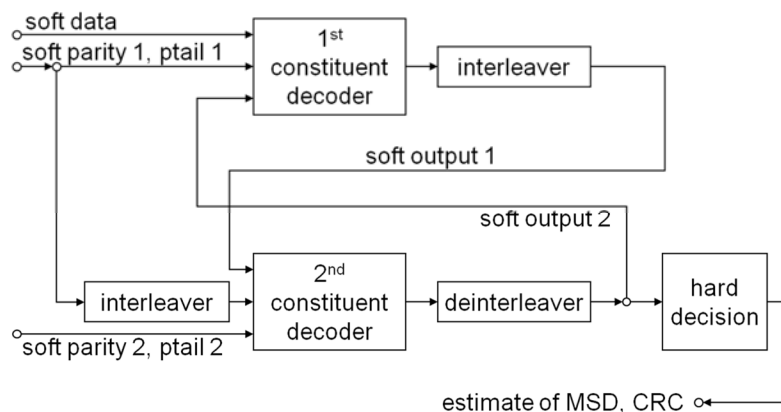 soft data
soft parity 1, ptail 1
1st
constituent
decoder
interleaver
soft output 1
soft output 2
2nd
constituent
decoder
interleaver
deinterleaver
hard
decision
soft parity 2, ptail 2
estimate of MSD, CRC